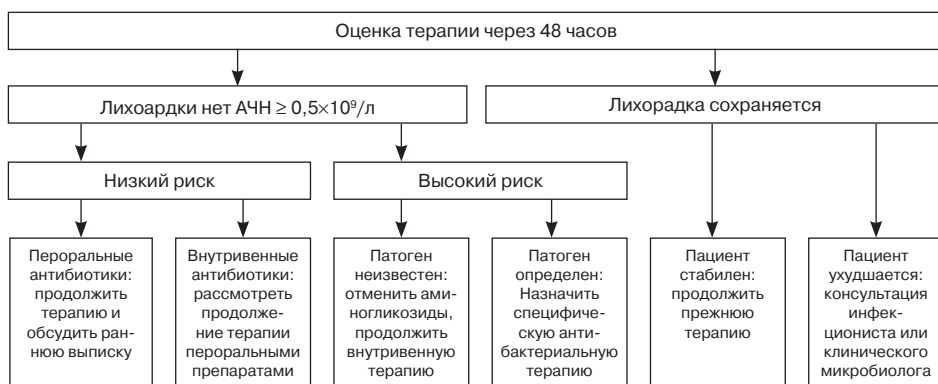 Оценка терапии через 48 часов
Лихоардки нет АЧН ≥ 0,5×10⁹/л
Лихорадка сохраняется
Низкий риск
Высокий риск
Пероральные
антибиотики:
продолжить
терапию и
обсудить ран-
нюю выписку
Внутривенные
антибиотики:
рассмотреть
продолже-
ние терапии
пероральными
препаратами
Патоген
неизвестен:
отменить ами-
ногликозиды,
продолжить
внутривенную
терапию
Патоген
определен:
Назначить
специфиче-
скую анти-
бактериальную
терапию
Пациент
стабилен:
продолжить
прежнюю
терапию
Пациент
ухудшается:
консультация
инфек-
циониста или
клинического
микробиолога